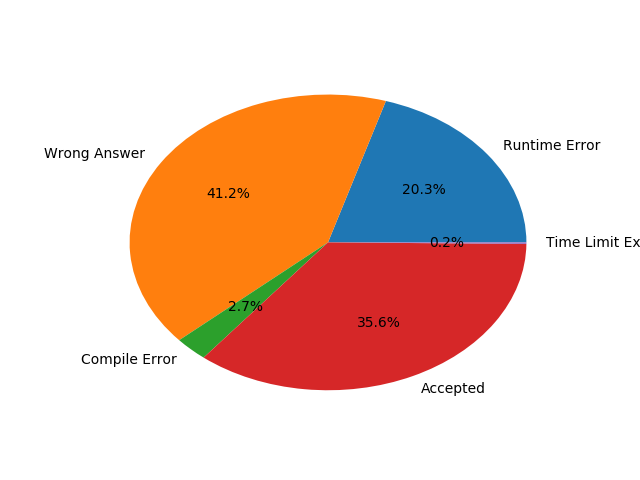 Runtime Error
20.3%
Wrong Answer
41.2%
Compile Error
2.7%
Accepted
35.6%
Time Limit Ex
0.2%